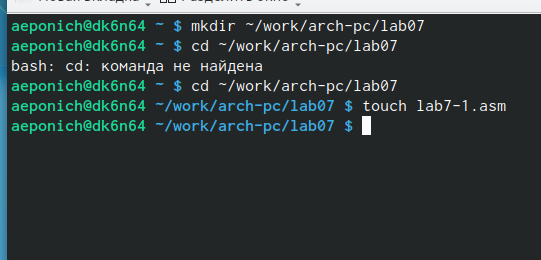 aeponich@dk6n64 ~ $ mkdir ~/work/arch-pc/lab07
aeponich@dk6n64 ~ $ cd ~/work/arch-pc/lab07
bash: cd: команда не найдена
aeponich@dk6n64 ~ $ cd ~/work/arch-pc/lab07
aeponich@dk6n64 ~/work/arch-pc/lab07 $ touch lab7-1.asm
aeponich@dk6n64 ~/work/arch-pc/lab07 $